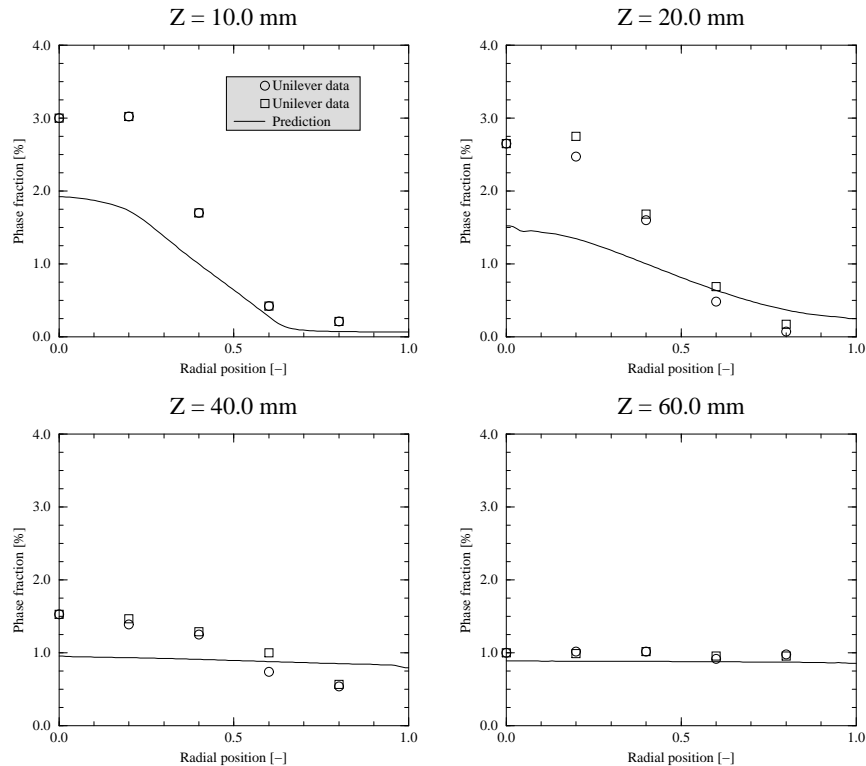 Z = 10.0 mm
4.0
3.0
2.0
1.0
0.0
Phase fraction [%]
0.0
0.5
1.0
Radial position [–]
Unilever data
Unilever data
Prediction
Z = 20.0 mm
4.0
3.0
2.0
1.0
0.0
Phase fraction [%]
0.0
0.5
1.0
Radial position [–]
Z = 40.0 mm
4.0
3.0
2.0
1.0
0.0
Phase fraction [%]
0.0
0.5
1.0
Radial position [–]
Z = 60.0 mm
4.0
3.0
2.0
1.0
0.0
Phase fraction [%]
0.0
0.5
1.0
Radial position [–]